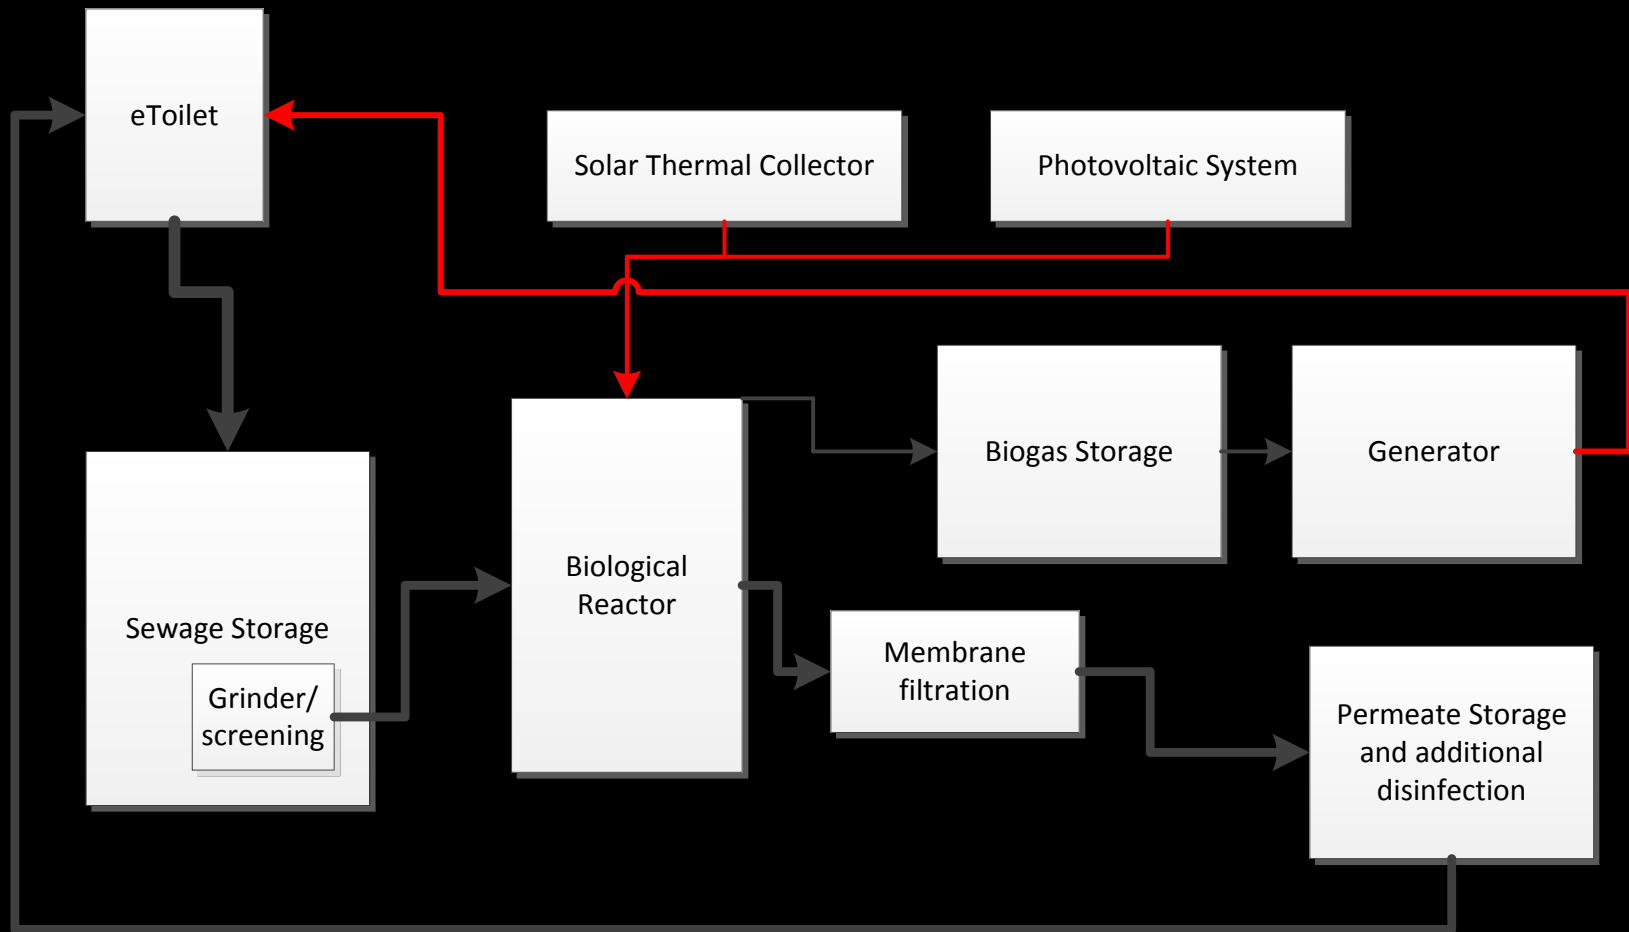 eToilet
Solar Thermal Collector
Photovoltaic System
Biogas Storage
Generator
Biological
Reactor
Sewage Storage
Grinder/
screening
Membrane
filtration
Permeate Storage
and additional
disinfection